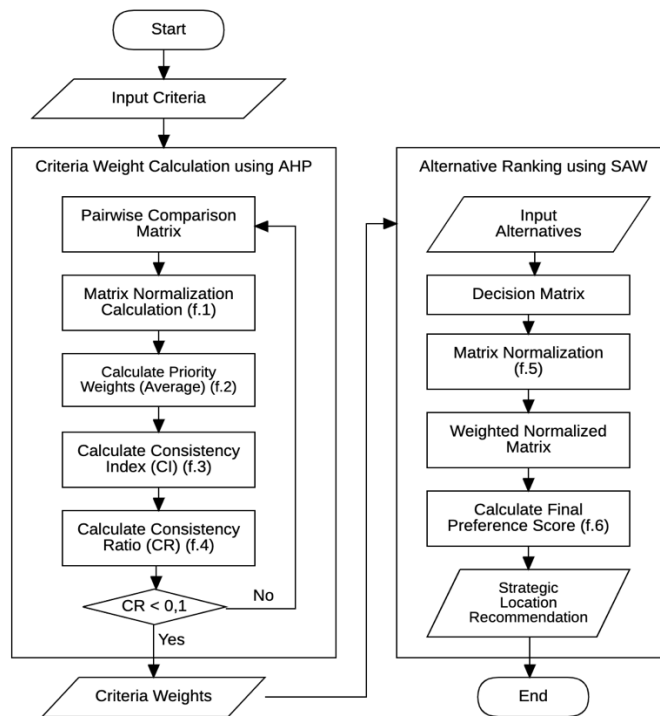 Start
Input Criteria
Criteria Weight Calculation using AHP
Pairwise Comparison
Matrix
Matrix Normalization
Calculation (f.1)
Calculate Priority
Weights (Average) (f.2)
Calculate Consistency
Index (CI) (f.3)
Calculate Consistency
Ratio (CR) (f.4)
CR < 0,1
No
Yes
Criteria Weights
Alternative Ranking using SAW
Input
Alternatives
Decision Matrix
Matrix Normalization
(f.5)
Weighted Normalized
Matrix
Calculate Final
Preference Score (f.6)
Strategic
Location
Recommendation
End